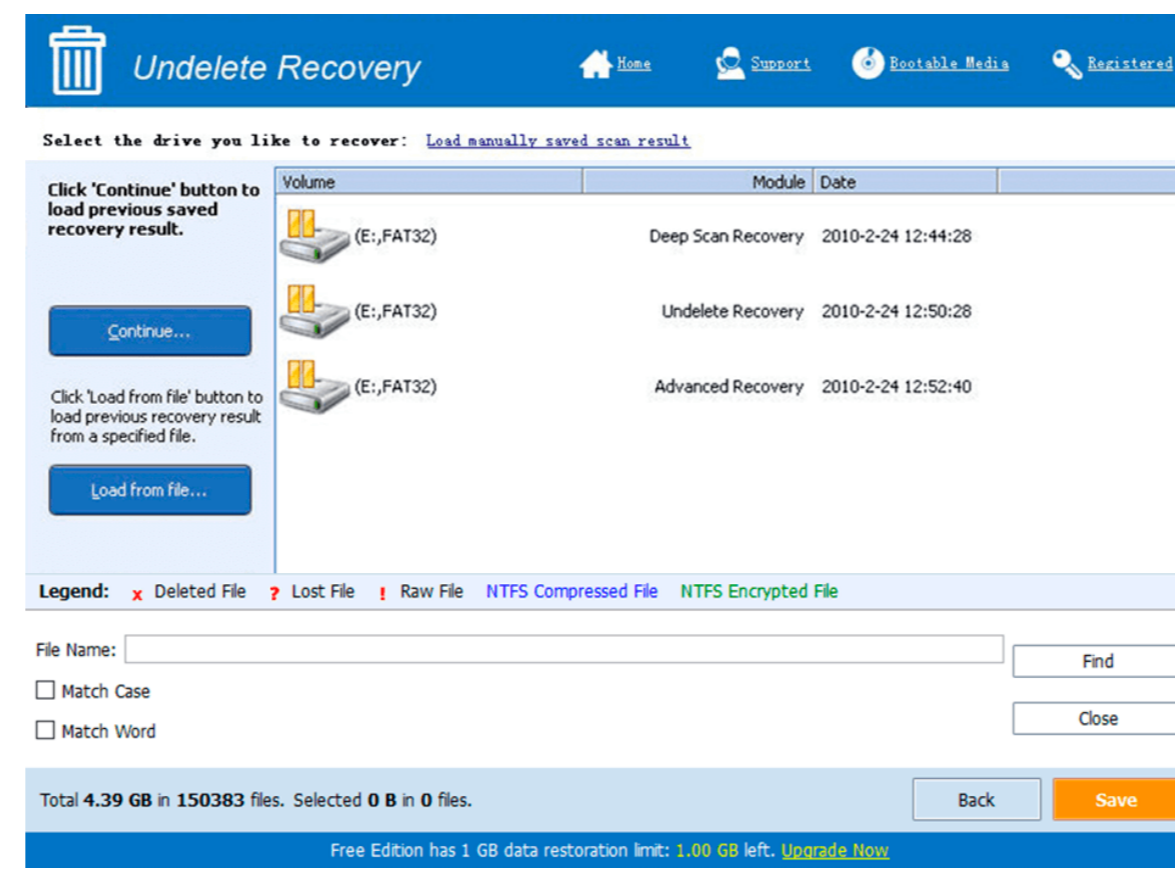 Undelete Recovery
Home
Support
Bootable Media
Registered
Select the drive you like to recover: Load manually saved scan result
Click 'Continue' button to
load previous saved
recovery result.
Continue...
Click 'Load from file' button to
load previous recovery result
from a specified file.
Load from file...
Volume Module Date
(E:,FAT32) Deep Scan Recovery 2010-2-24 12:44:28
(E:,FAT32) Undelete Recovery 2010-2-24 12:50:28
(E:,FAT32) Advanced Recovery 2010-2-24 12:52:40
Legend: x Deleted File ? Lost File ! Raw File NTFS Compressed File NTFS Encrypted File
File Name:
Find
Match Case
Match Word
Close
Total 4.39 GB in 150383 files. Selected 0 B in 0 files.
Back
Save
Free Edition has 1 GB data restoration limit: 1.00 GB left. Upgrade Now